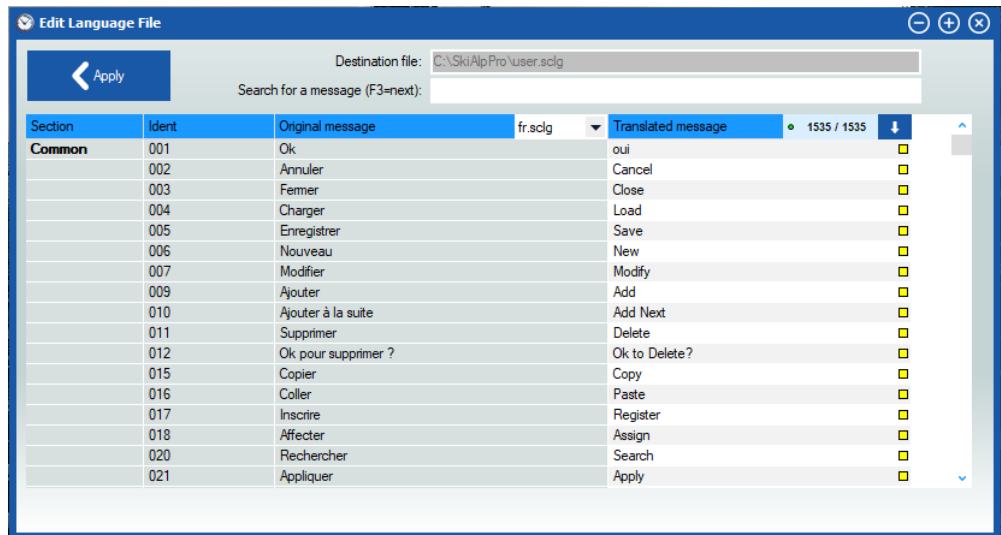 Edit Language File
Apply
Destination file: C:\SkiAlpPro\user.sclg
Search for a message (F3=next):
Section Ident Original message fr.sclg Translated message 1535 / 1535
Common 001 Ok oui
002 Annuler Cancel
003 Fermer Close
004 Charger Load
005 Enregistrer Save
006 Nouveau New
007 Modifier Modify
009 Ajouter Add
010 Ajouter à la suite Add Next
011 Supprimer Delete
012 Ok pour supprimer ? Ok to Delete?
015 Copier Copy
016 Coller Paste
017 Inscrire Register
018 Affecter Assign
020 Rechercher Search
021 Appliquer Apply